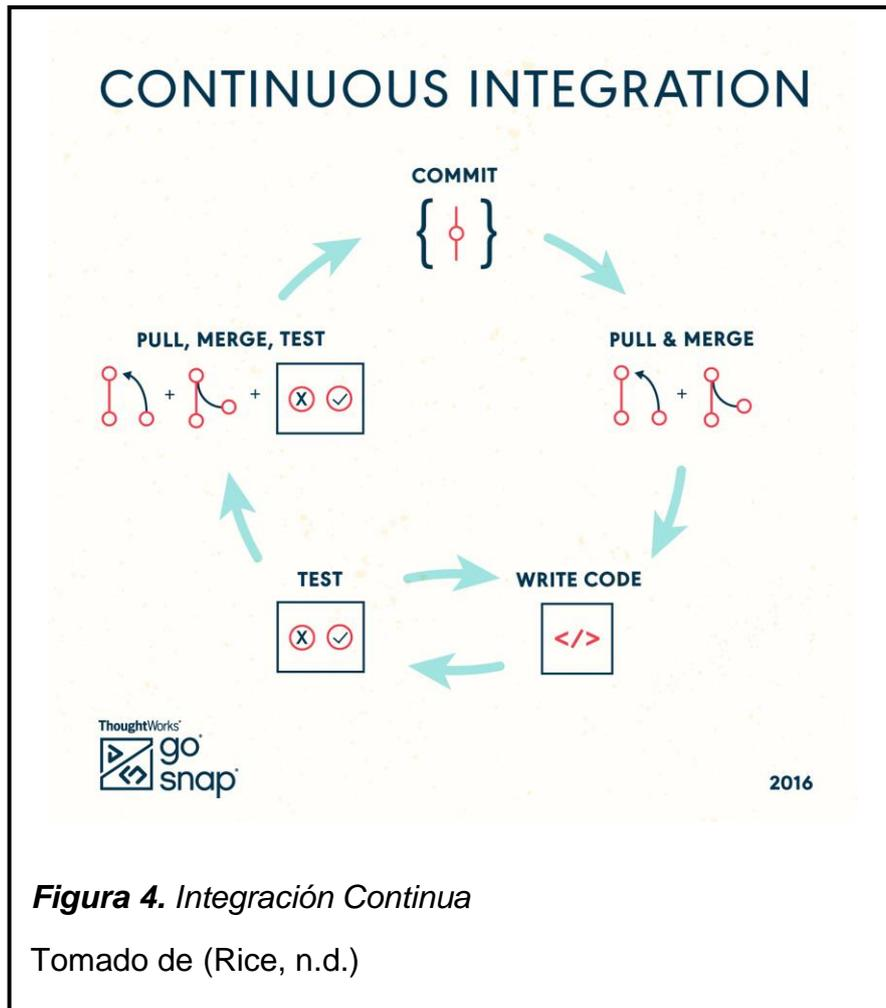 CONTINUOUS INTEGRATION
COMMIT
{ }
PULL, MERGE, TEST
+ + X ✓
PULL & MERGE
+
TEST
X ✓
WRITE CODE
</>
ThoughtWorks®
go®
snap®
2016
Figura 4. Integración Continua
Tomado de (Rice, n.d.)